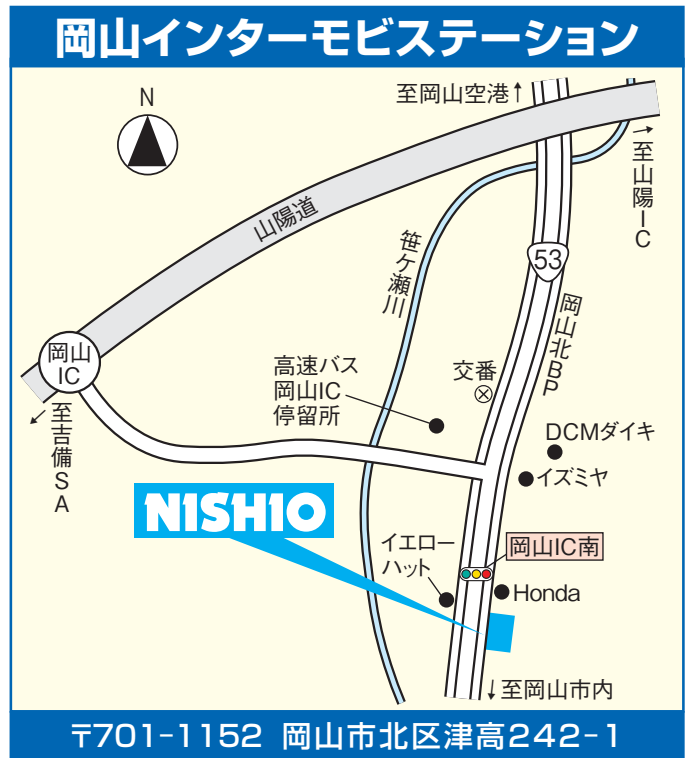 岡山インターモビステーション
N
至岡山空港↑
→至山陽IC
山陽道
笹ヶ瀬川
53
岡山北BP
岡山
IC
高速バス
岡山IC
停留所
交番
↙至吉備SA
DCMダイキ
イズミヤ
NISHIO
イエロー
ハット
岡山IC南
Honda
↓至岡山市内
〒701-1152 岡山市北区津高242-1